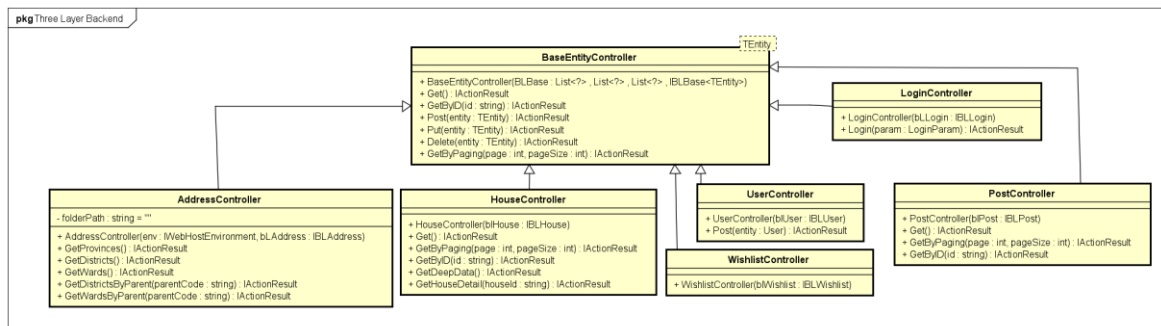 pkg Three Layer Backend
TEntity
BaseEntityController
+ BaseEntityController(BLBase : List<?> , List<?> , List<?> , IBLBase<TEntity>)
+ Get() : IActionResult
+ GetByID(id : string) : IActionResult
+ Post(entity : TEntity) : IActionResult
+ Put(entity : TEntity) : IActionResult
+ Delete(entity : TEntity) : IActionResult
+ GetByPaging(page : int, pageSize : int) : IActionResult
LoginController
+ LoginController(bLLogin : IBLLogin)
+ Login(param : LoginParam) : IActionResult
AddressController
- folderPath : string = ""
+ AddressController(env : IWebHostEnvironment, bLAddress : IBLAddress)
+ GetProvinces() : IActionResult
+ GetDistricts() : IActionResult
+ GetWards() : IActionResult
+ GetDistrictsByParent(parentCode : string) : IActionResult
+ GetWardsByParent(parentCode : string) : IActionResult
HouseController
+ HouseController(blHouse : IBLHouse)
+ Get() : IActionResult
+ GetByPaging(page : int, pageSize : int) : IActionResult
+ GetByID(id : string) : IActionResult
+ GetDeepData() : IActionResult
+ GetHouseDetail(houseId : string) : IActionResult
UserController
+ UserController(blUser : IBLUser)
+ Post(entity : User) : IActionResult
WishlistController
+ WishlistController(blWishlist : IBLWishlist)
PostController
+ PostController(blPost : IBLPost)
+ Get() : IActionResult
+ GetByPaging(page : int, pageSize : int) : IActionResult
+ GetByID(id : string) : IActionResult